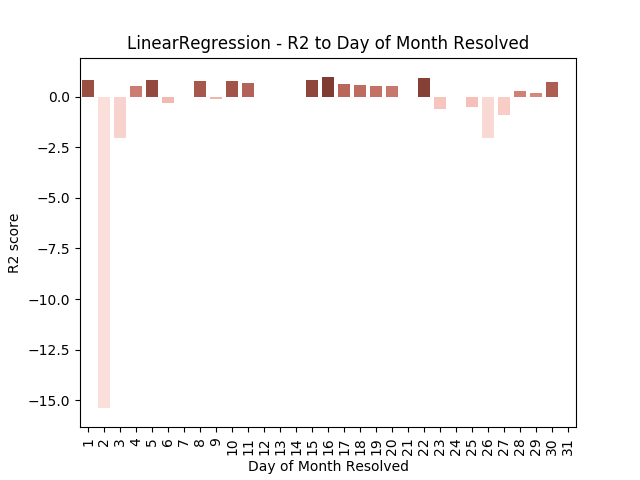 LinearRegression - R2 to Day of Month Resolved
0.0
−2.5
−5.0
−7.5
−10.0
−12.5
−15.0
R2 score
1 2 3 4 5 6 7 8 9 10 11 12 13 14 15 16 17 18 19 20 21 22 23 24 25 26 27 28 29 30 31
Day of Month Resolved